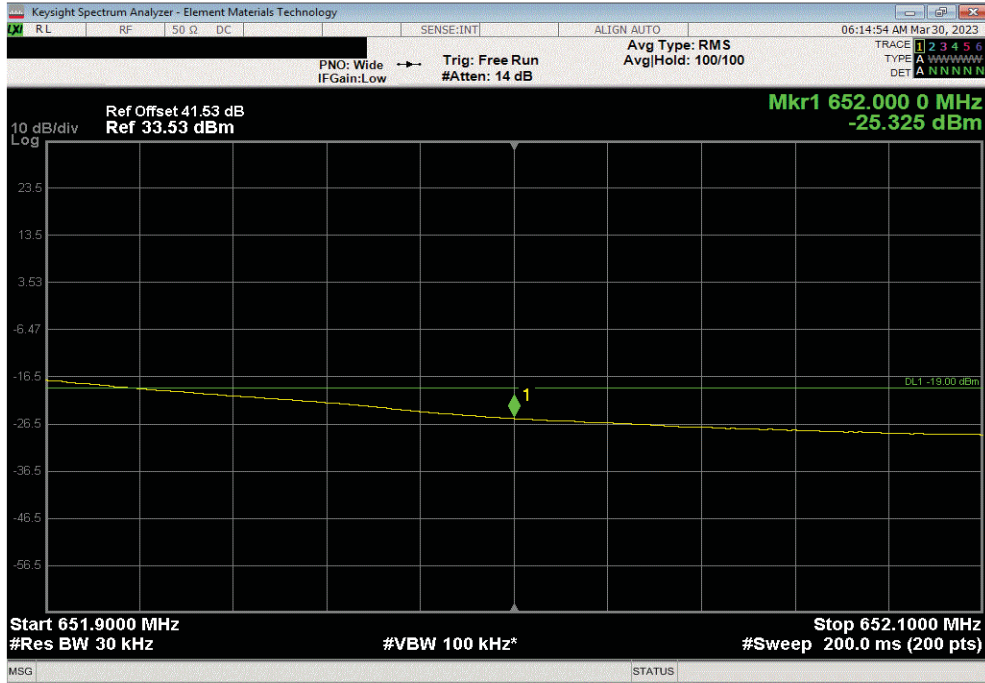 Keysight Spectrum Analyzer - Element Materials Technology
LXI RL RF 50 Ω DC SENSE:INT ALIGN AUTO 06:14:54 AM Mar 30, 2023
PNO: Wide Trig: Free Run Avg Type: RMS TRACE 1 2 3 4 5 6
IFGain:Low #Atten: 14 dB Avg|Hold: 100/100 TYPE A WWWWW
DET A N N N N N
Mkr1 652.000 0 MHz
-25.325 dBm
Ref Offset 41.53 dB
10 dB/div Ref 33.53 dBm
Log
23.5
13.5
3.53
-6.47
-16.5
DL1 -19.00 dBm
1
-26.5
-36.5
-46.5
-56.5
Start 651.9000 MHz Stop 652.1000 MHz
#Res BW 30 kHz #VBW 100 kHz* #Sweep 200.0 ms (200 pts)
MSG STATUS